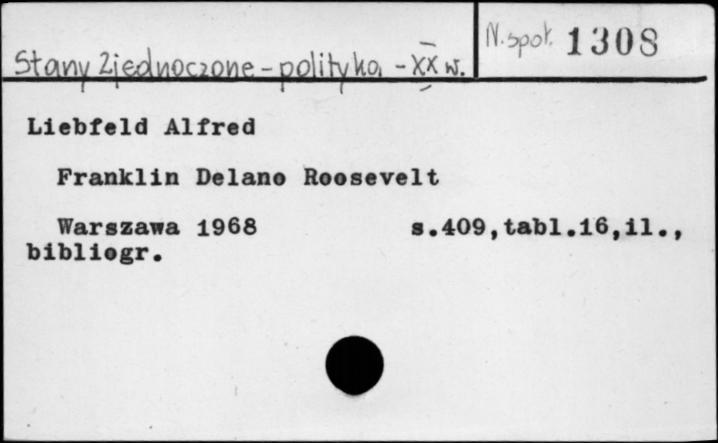 Stany Zjednoczone - polityka - XX w.
N. społ. 1308
Liebfeld Alfred
Franklin Delano Roosevelt
Warszawa 1968 s.409,tabl.16,il.,
bibliogr.